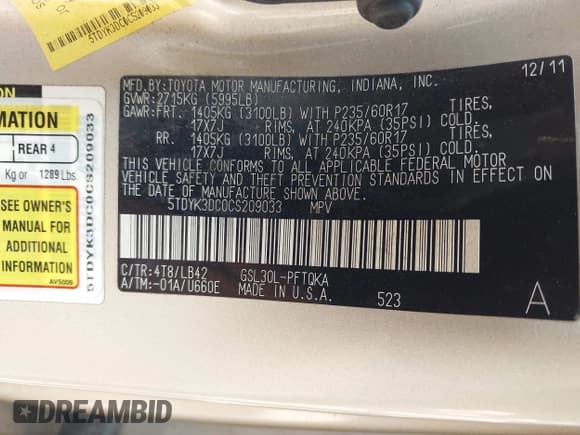 5TDYK3DC0CS209033
MATION
REAR 4
Kg or 1289 Lbs.
SEE OWNER'S
MANUAL FOR
ADDITIONAL
INFORMATION
AVS009
5TDYK3DC0CS209033
MFD.BY:TOYOTA MOTOR MANUFACTURING, INDIANA, INC. 12/11
GVWR:2715KG (5995LB)
GAWR:FRT. 1405KG (3100LB) WITH P235/60R17 TIRES,
17X7J RIMS, AT 240KPA (35PSI) COLD.
RR. 1405KG (3100LB) WITH P235/60R17 TIRES,
17X7J RIMS, AT 240KPA (35PSI) COLD.
THIS VEHICLE CONFORMS TO ALL APPLICABLE FEDERAL MOTOR
VEHICLE SAFETY AND THEFT PREVENTION STANDARDS IN EFFECT ON
THE DATE OF MANUFACTURE SHOWN ABOVE.
5TDYK3DC0CS209033 MPV
C/TR:4T8/LB42 GSL30L-PFTQKA
A/TM:-01A/U660E MADE IN U.S.A. 523 A
DREAMBID